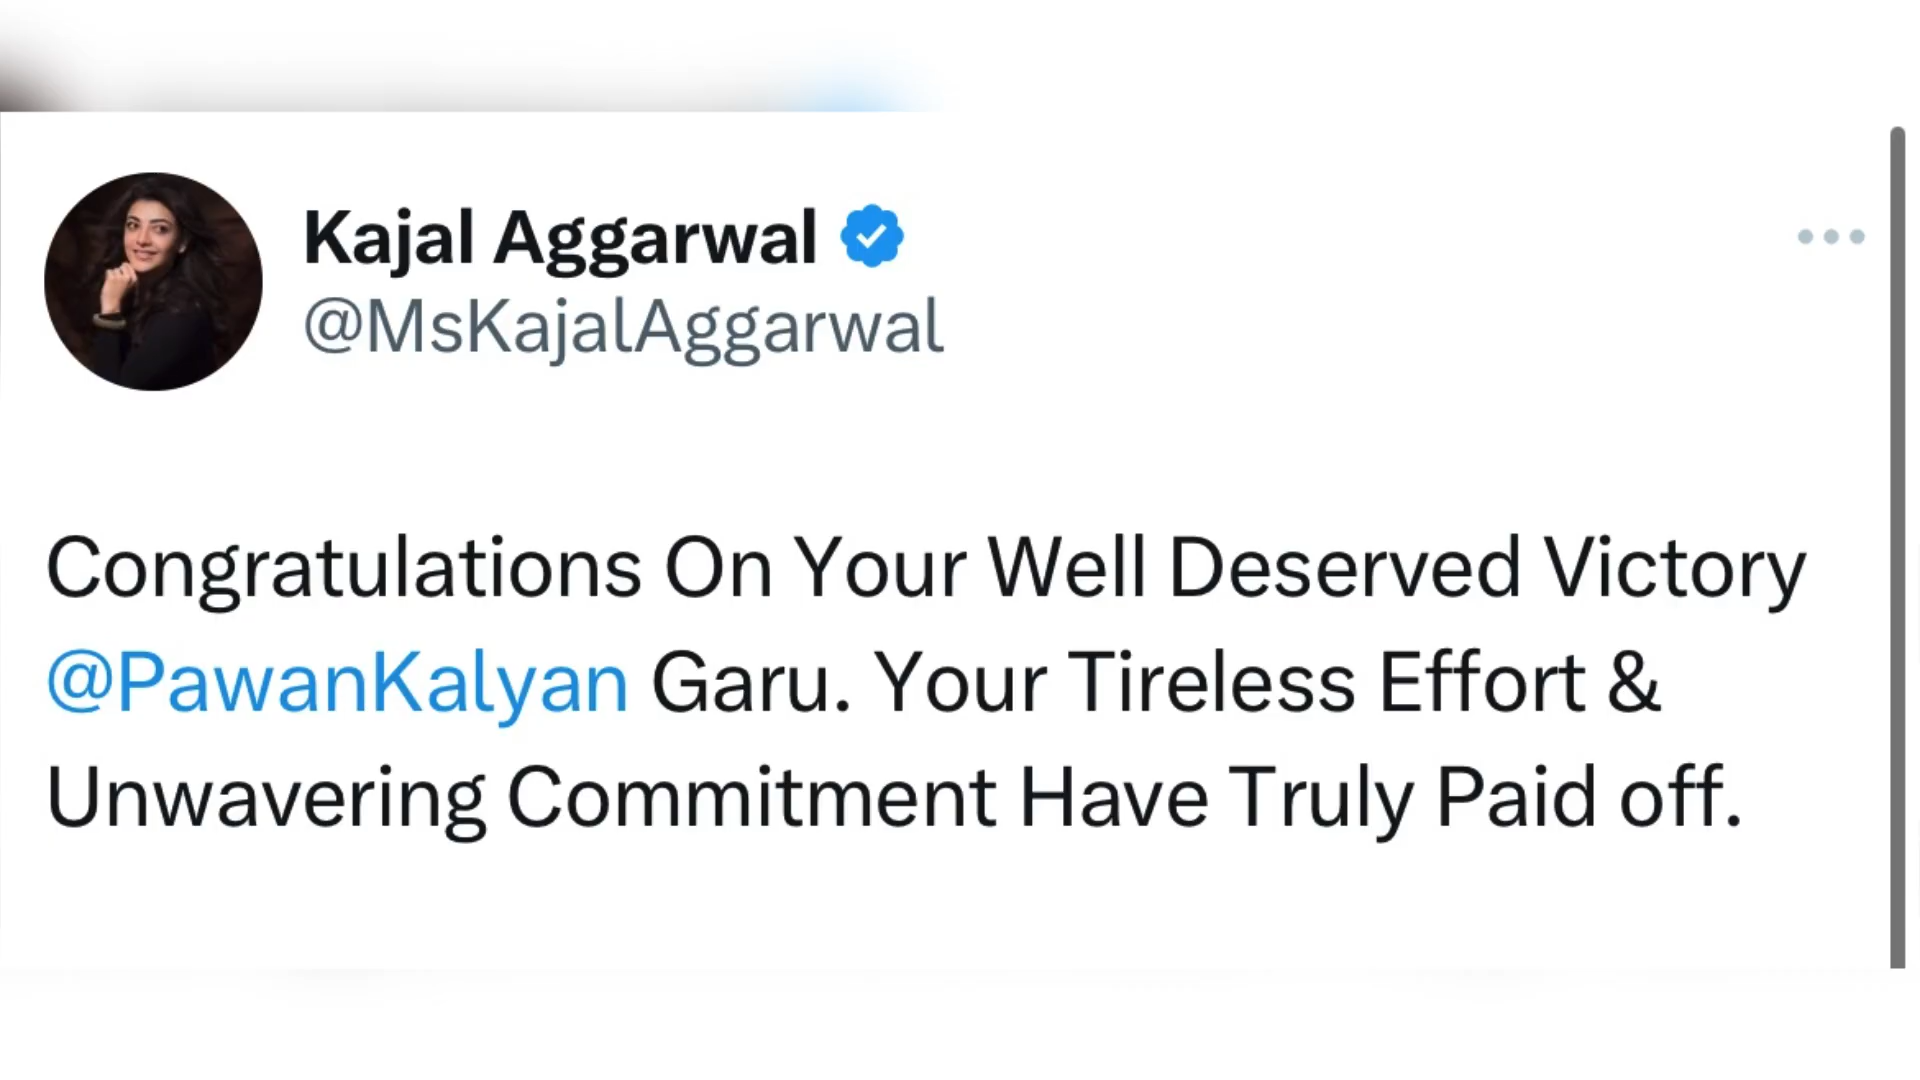 Kajal Aggarwal
@MsKajalAggarwal
Congratulations On Your Well Deserved Victory
@PawanKalyan Garu. Your Tireless Effort &
Unwavering Commitment Have Truly Paid off.